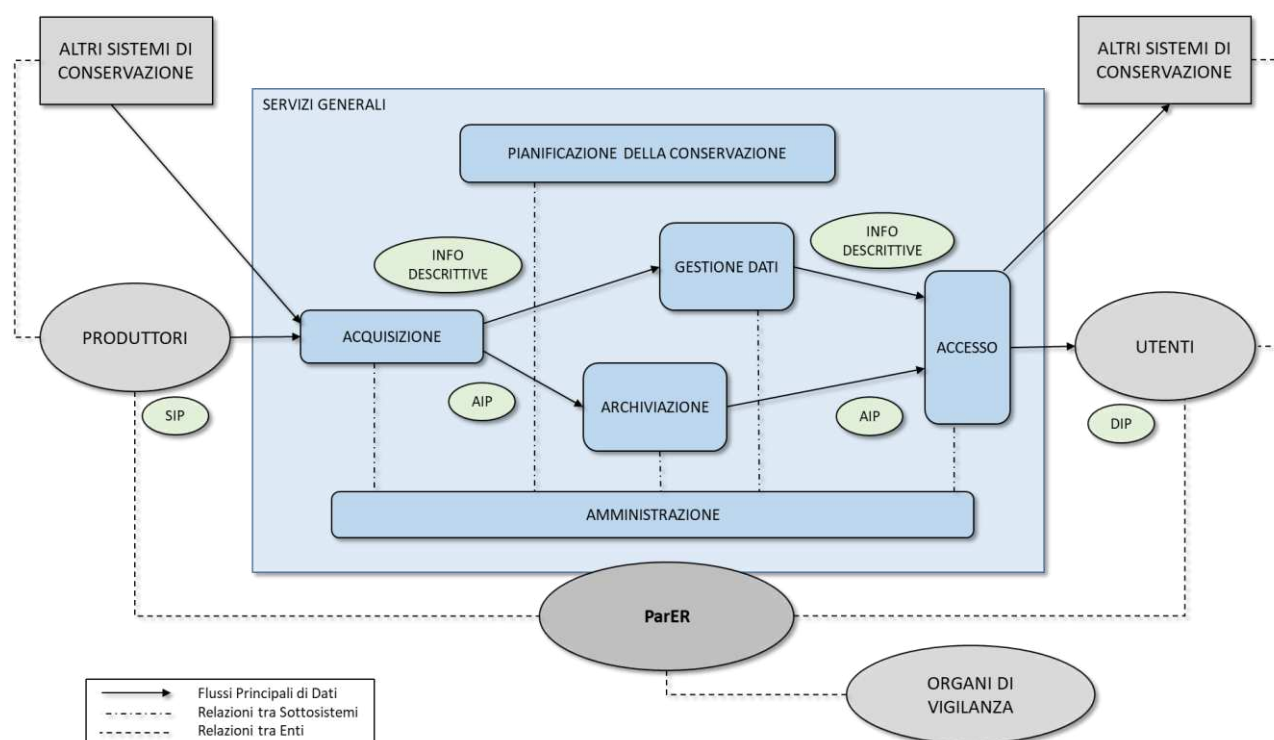 ALTRI SISTEMI DI
CONSERVAZIONE
ALTRI SISTEMI DI
CONSERVAZIONE
SERVIZI GENERALI
PIANIFICAZIONE DELLA CONSERVAZIONE
INFO
DESCRITTIVE
GESTIONE DATI
INFO
DESCRITTIVE
PRODUTTORI
ACQUISIZIONE
ACCESSO
UTENTI
SIP
AIP
ARCHIVIAZIONE
AIP
DIP
AMMINISTRAZIONE
ParER
ORGANI DI
VIGILANZA
Flussi Principali di Dati
Relazioni tra Sottosistemi
Relazioni tra Enti